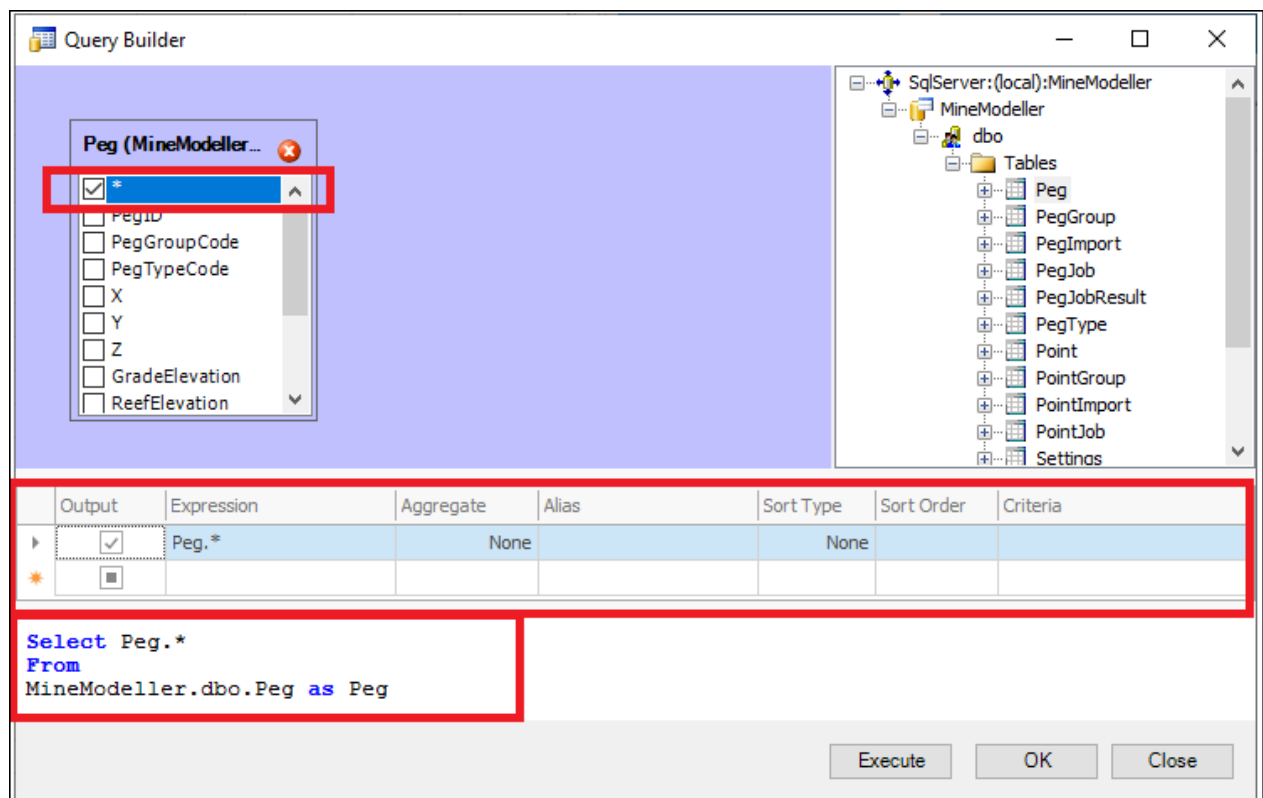 Query Builder
Peg (MineModeller...
*
PegID
PegGroupCode
PegTypeCode
X
Y
Z
GradeElevation
ReefElevation
SqlServer:(local):MineModeller
MineModeller
dbo
Tables
Peg
PegGroup
PegImport
PegJob
PegJobResult
PegType
Point
PointGroup
PointImport
PointJob
Settings
Output Expression Aggregate Alias Sort Type Sort Order Criteria
Peg.* None None
Select Peg.*
From
MineModeller.dbo.Peg as Peg
Execute OK Close